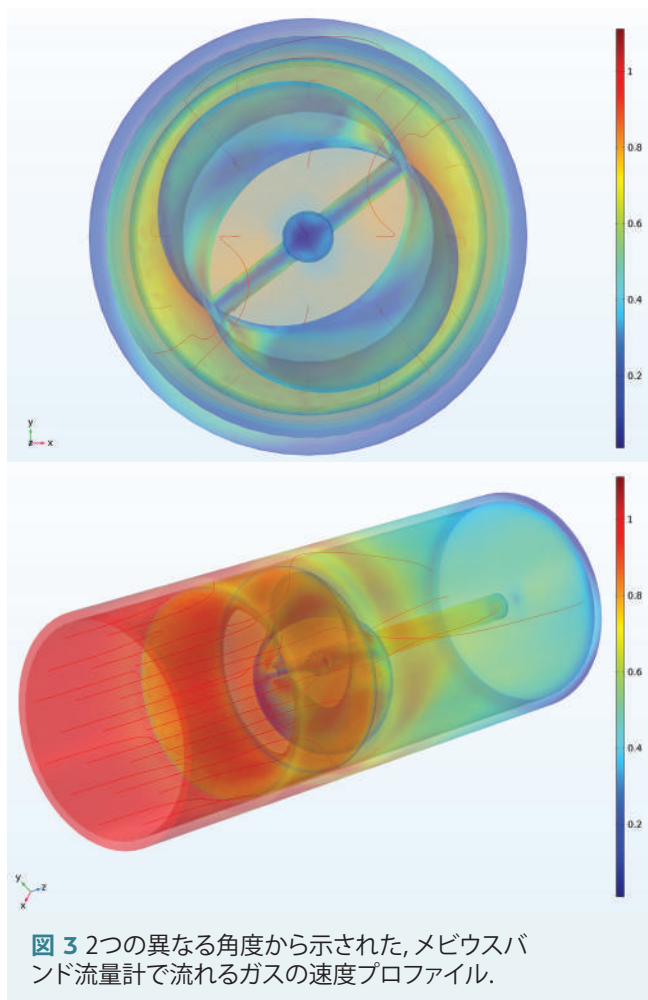 1
0.8
0.6
0.4
0.2
y
z x
1
0.8
0.6
0.4
0.2
y
z
x
図 3 2つの異なる角度から示された, メビウスバ
ンド流量計で流れるガスの速度プロファイル.